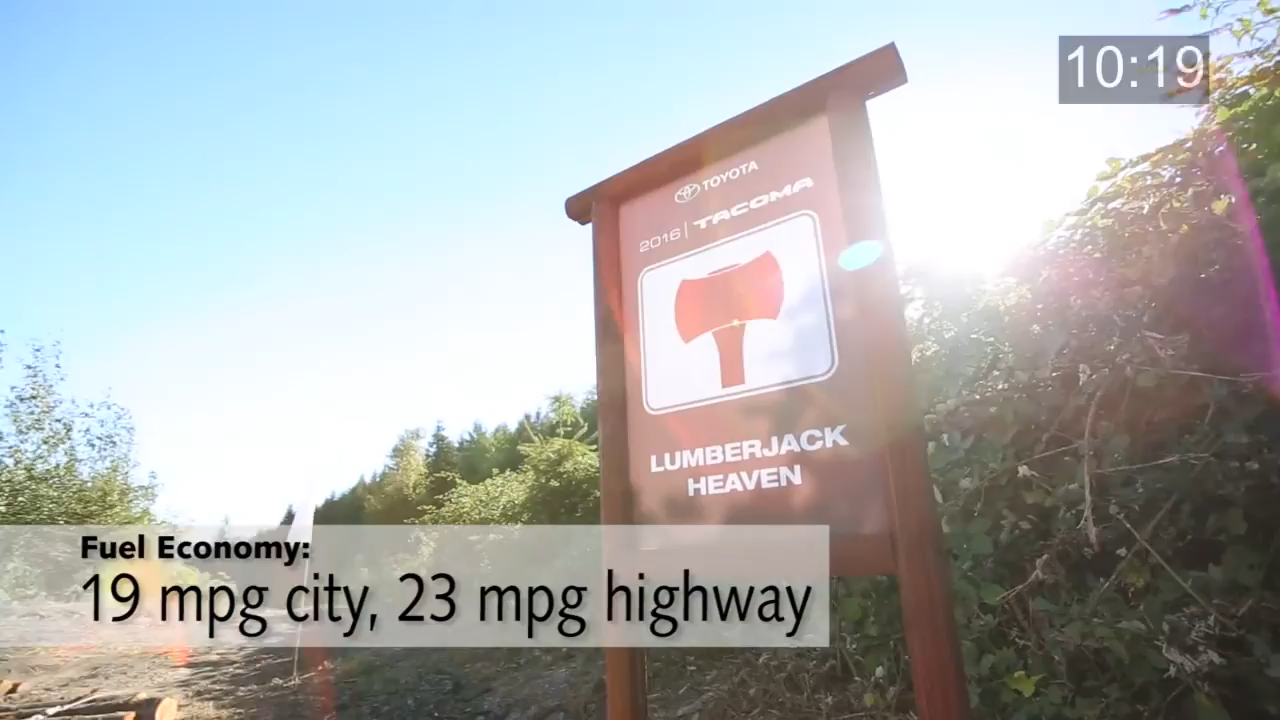 10:19
TOYOTA
2016 | TACOMA
LUMBERJACK
HEAVEN
Fuel Economy:
19 mpg city, 23 mpg highway